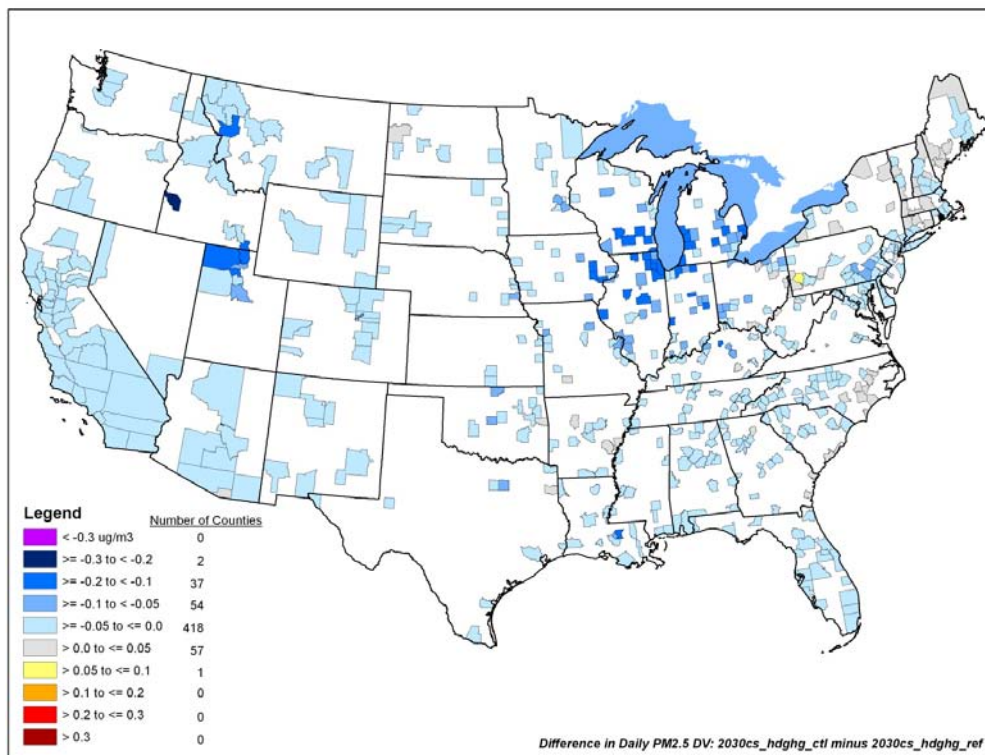 Legend
Number of Counties
< -0.3 ug/m3 0
>= -0.3 to < -0.2 2
>= -0.2 to < -0.1 37
>= -0.1 to < -0.05 54
>= -0.05 to <= 0.0 418
> 0.0 to <= 0.05 57
> 0.05 to <= 0.1 1
> 0.1 to <= 0.2 0
> 0.2 to <= 0.3 0
> 0.3 0
Difference in Daily PM2.5 DV: 2030cs_hdghg_ctl minus 2030cs_hdghg_ref